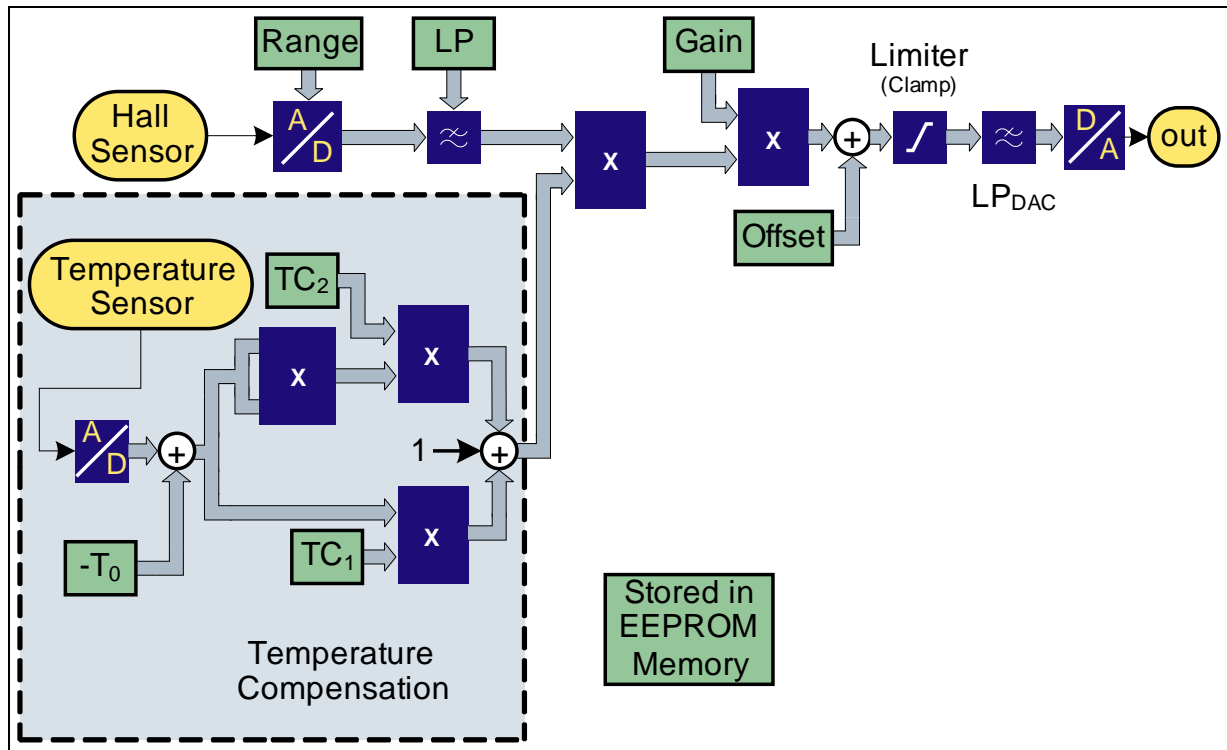 Range
LP
Gain
Limiter
(Clamp)
Hall
Sensor
A
D
x
x
D
A
out
LPDAC
Offset
Temperature
Sensor
TC2
x
x
A
D
+
+
1
+
x
TC1
-T0
Stored in
EEPROM
Memory
Temperature
Compensation